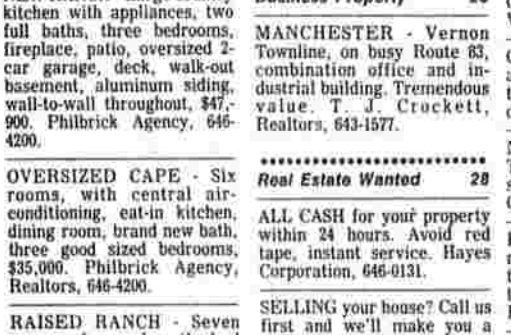 kitchen with appliances, two
full baths, three bedrooms,
fireplace, patio, oversized 2-
car garage, deck, walk-out
basement, aluminum siding,
wall-to-wall throughout, $47,-
900. Philbrick Agency, 646-
4200.
OVERSIZED CAPE - Six
rooms, with central air-
conditioning, eat-in kitchen,
dining room, brand new bath,
three good sized bedrooms,
$35,000. Philbrick Agency,
Realtors, 646-4200.
RAISED RANCH - Seven
Business Property
MANCHESTER - Vernon
Townline, on busy Route 83,
combination office and in-
dustrial building. Tremendous
value. T. J. Crockett,
Realtors, 643-1577.
Real Estate Wanted 28
ALL CASH for your property
within 24 hours. Avoid red
tape, instant service. Hayes
Corporation, 646-0131.
SELLING your house? Call us
first and we'll make you a